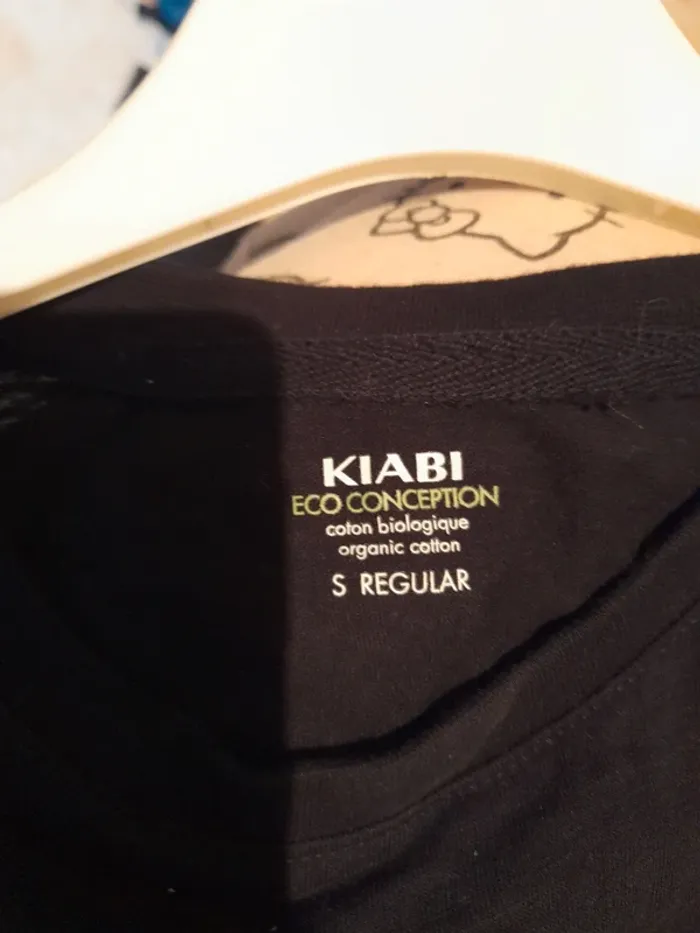 KIABI
ECO CONCEPTION
coton biologique
organic cotton
S REGULAR